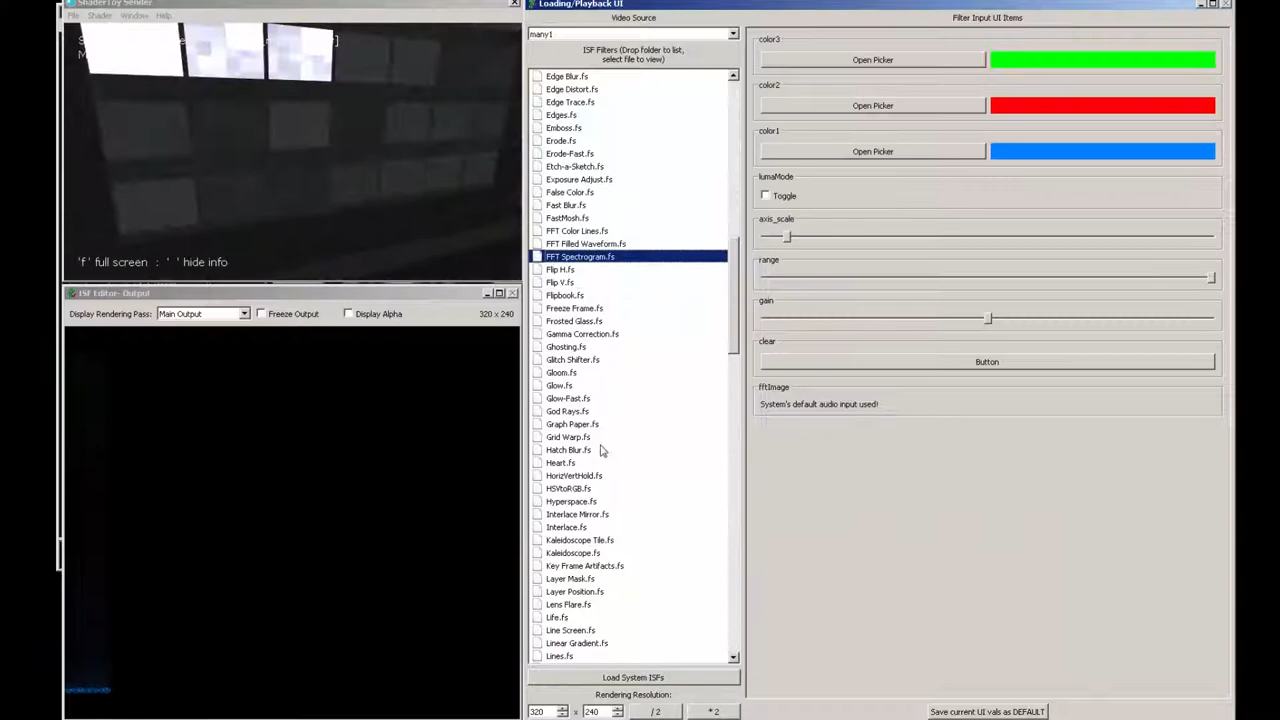 ShaderToy Sender
File Shader Window Help
S
M
]
'f' full screen : ' ' hide info
ISF Editor- Output
Display Rendering Pass: Main Output Freeze Output Display Alpha 320 x 240
Loading/Playback UI
Video Source
many1
ISF Filters (Drop folder to list,
select file to view)
Edge Blur.fs
Edge Distort.fs
Edge Trace.fs
Edges.fs
Emboss.fs
Erode.fs
Erode-Fast.fs
Etch-a-Sketch.fs
Exposure Adjust.fs
False Color.fs
Fast Blur.fs
FastMosh.fs
FFT Color Lines.fs
FFT Filled Waveform.fs
FFT Spectrogram.fs
Flip H.fs
Flip V.fs
Flipbook.fs
Freeze Frame.fs
Frosted Glass.fs
Gamma Correction.fs
Ghosting.fs
Glitch Shifter.fs
Gloom.fs
Glow.fs
Glow-Fast.fs
God Rays.fs
Graph Paper.fs
Grid Warp.fs
Hatch Blur.fs
Heart.fs
HorizVertHold.fs
HSVtoRGB.fs
Hyperspace.fs
Interlace Mirror.fs
Interlace.fs
Kaleidoscope Tile.fs
Kaleidoscope.fs
Key Frame Artifacts.fs
Layer Mask.fs
Layer Position.fs
Lens Flare.fs
Life.fs
Line Screen.fs
Linear Gradient.fs
Lines.fs
Load System ISFs
Rendering Resolution:
320 x 240 / 2 * 2
Filter Input UI Items
color3
Open Picker
color2
Open Picker
color1
Open Picker
lumaMode
Toggle
axis_scale
range
gain
clear
Button
fftImage
System's default audio input used!
Save current UI vals as DEFAULT